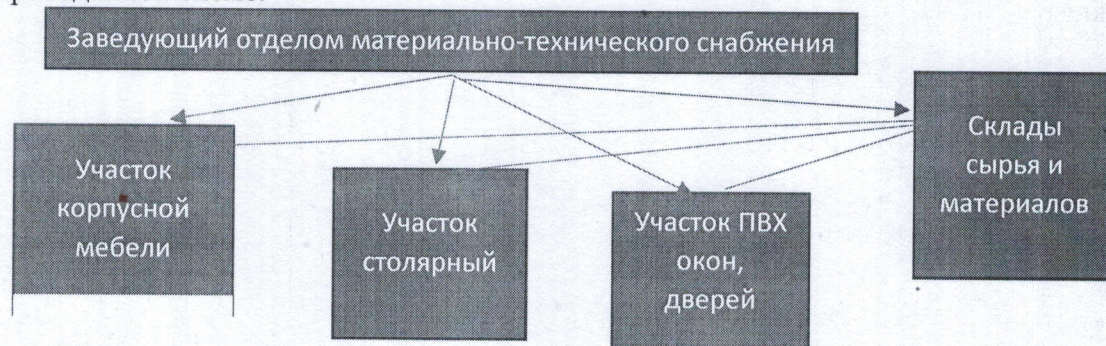 Заведующий отделом материально-технического снабжения
Участок
корпусной
мебели
Участок
столярный
Участок ПВХ
окон,
дверей
Склады
сырья и
материалов